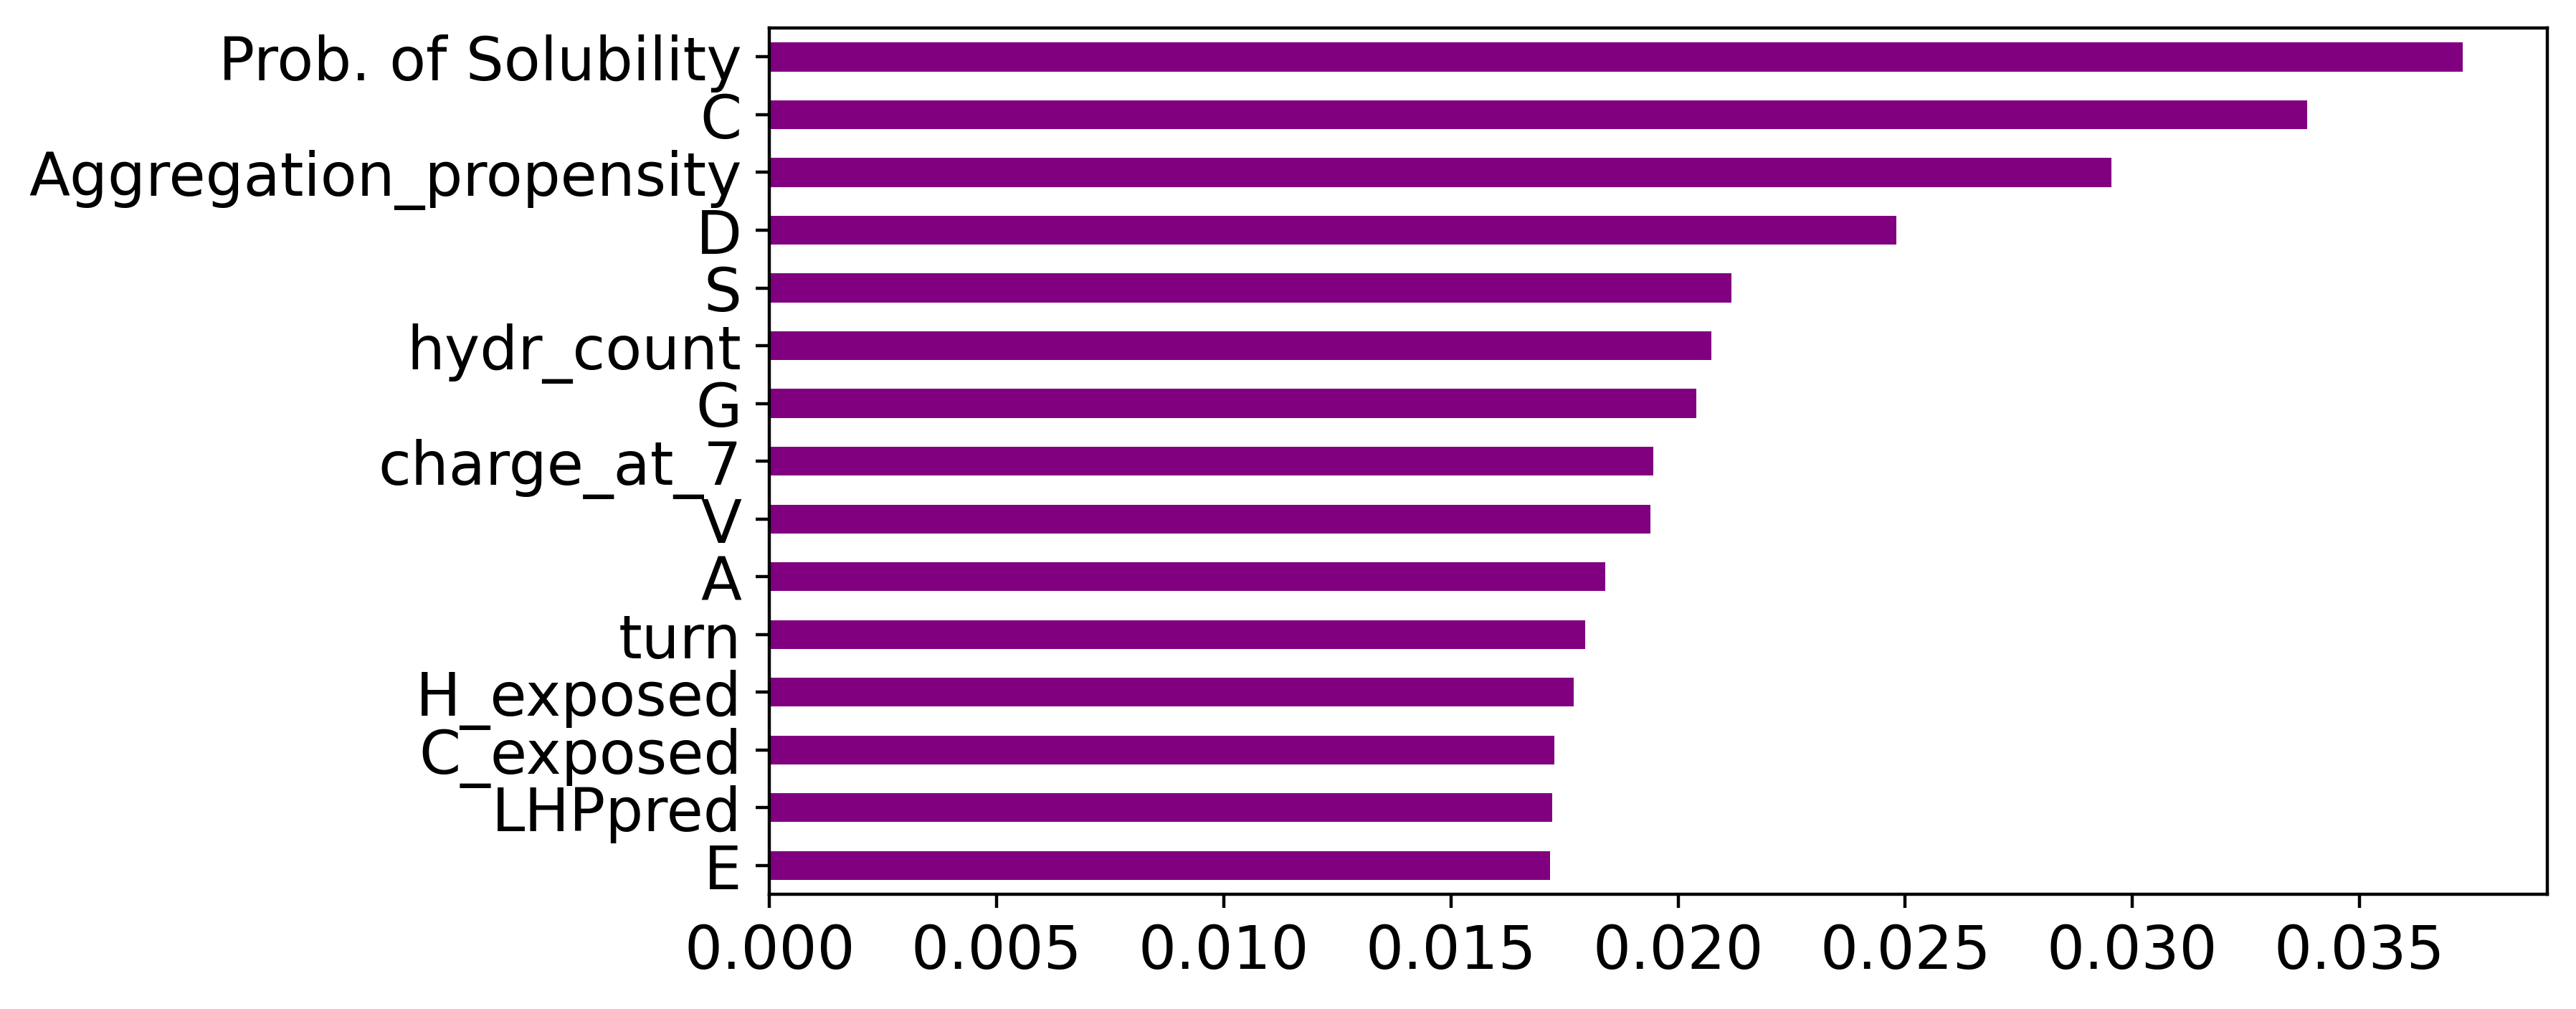 Prob. of Solubility
C
Aggregation_propensity
D
S
hydr_count
G
charge_at_7
V
A
turn
H_exposed
C_exposed
LHPpred
E
0.000 0.005 0.010 0.015 0.020 0.025 0.030 0.035